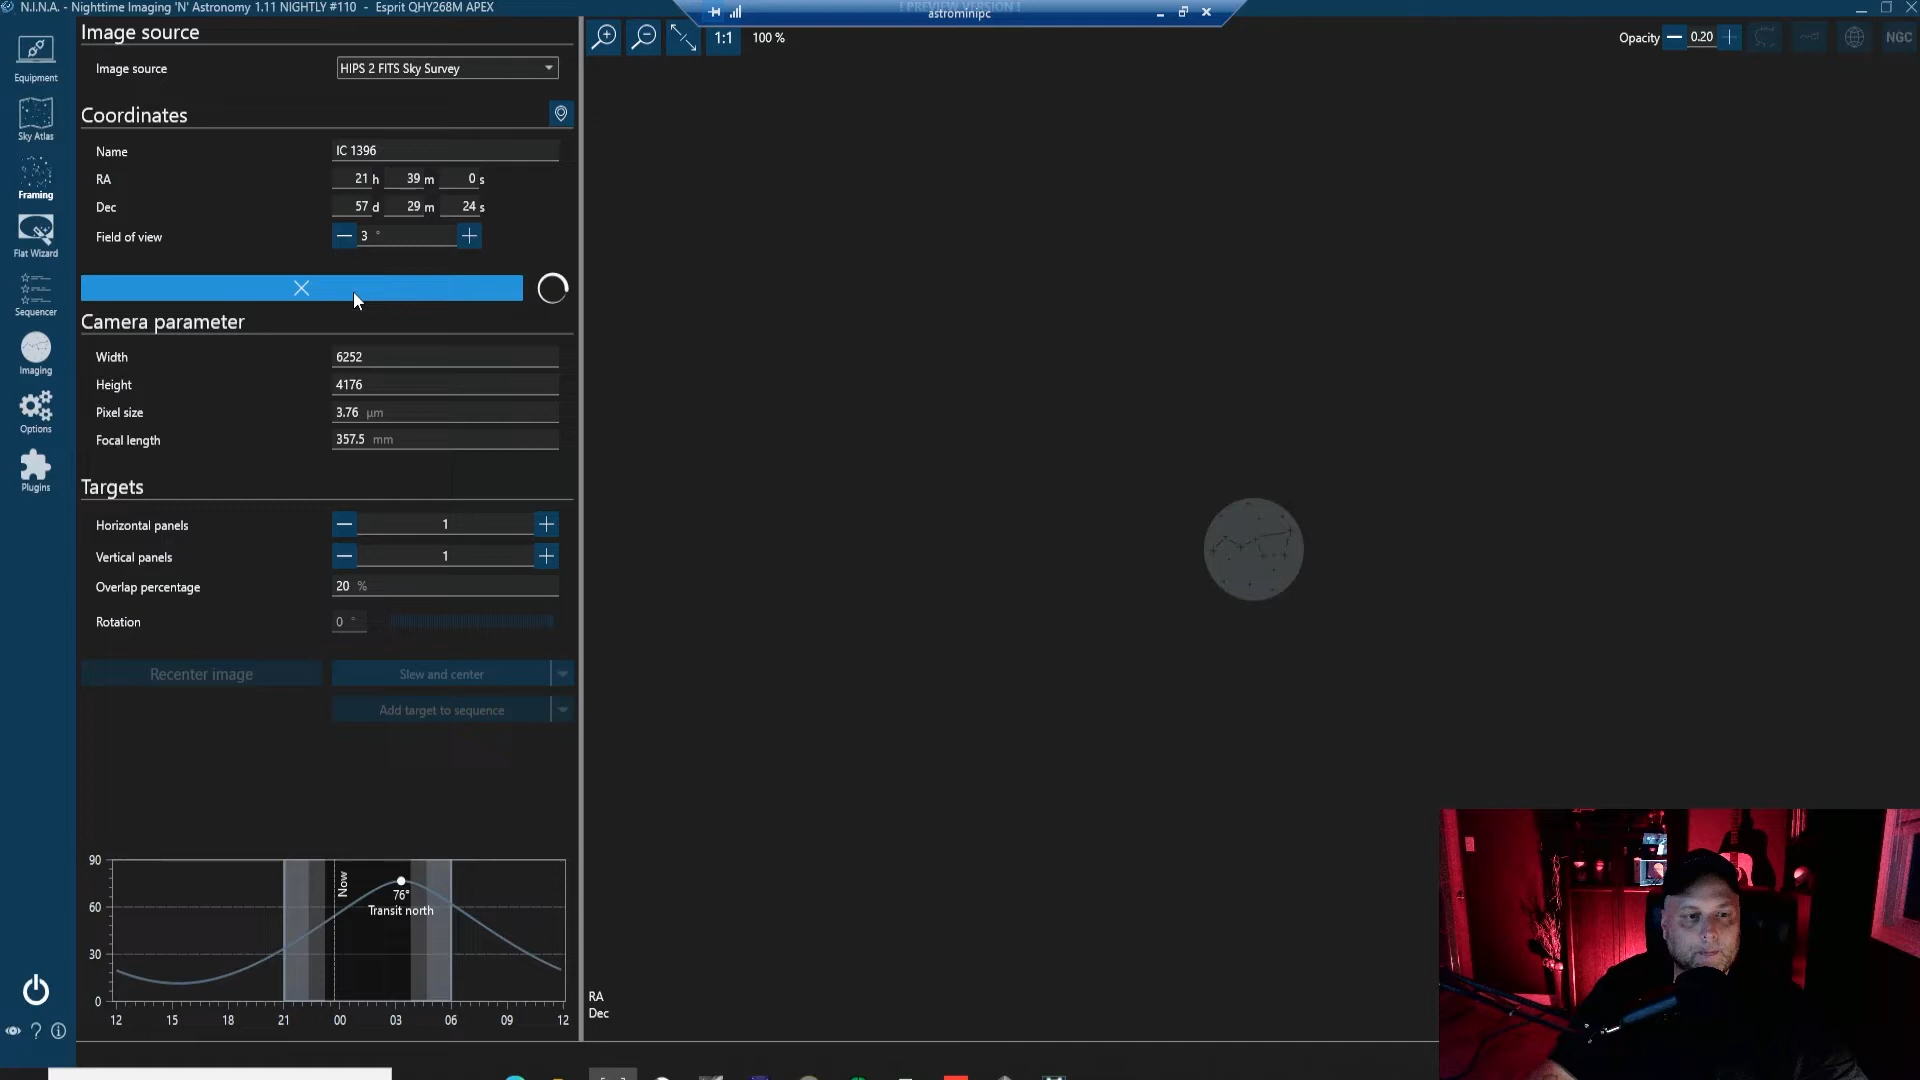 N.I.N.A. - Nighttime Imaging 'N' Astronomy 1.11 NIGHTLY #110 - Esprit QHY268M APEX
! PREVIEW VERSION !
astrominipc
Equipment
Sky Atlas
Framing
Flat Wizard
Sequencer
Imaging
Options
Plugins
Image source
Image source HIPS 2 FITS Sky Survey
Coordinates
Name IC 1396
RA 21 h 39 m 0 s
Dec 57 d 29 m 24 s
Field of view 3 °
Camera parameter
Width 6252
Height 4176
Pixel size 3.76 µm
Focal length 357.5 mm
Targets
Horizontal panels 1
Vertical panels 1
Overlap percentage 20 %
Rotation 0 °
Recenter image Slew and center
Add target to sequence
90
60
30
0
Now
76°
Transit north
12 15 18 21 00 03 06 09 12
1:1 100 %
Opacity 0.20 NGC
RA
Dec